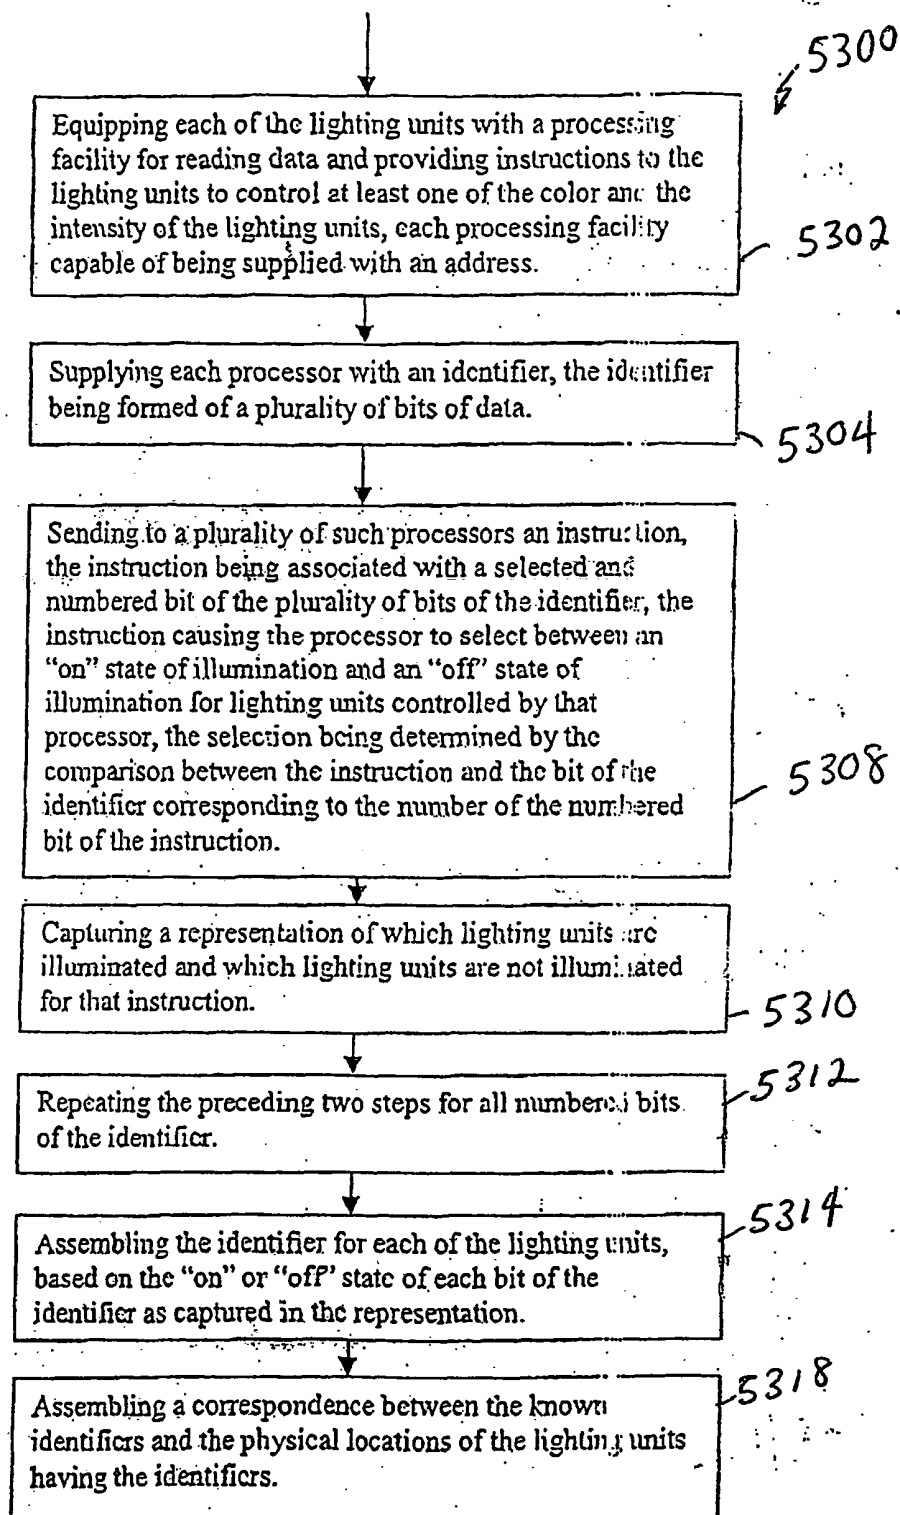 5300
Equipping each of the lighting units with a processing
facility for reading data and providing instructions to the
lighting units to control at least one of the color and the
intensity of the lighting units, each processing facility
capable of being supplied with an address.
5302
Supplying each processor with an identifier, the identifier
being formed of a plurality of bits of data.
5304
Sending to a plurality of such processors an instruction,
the instruction being associated with a selected and
numbered bit of the plurality of bits of the identifier, the
instruction causing the processor to select between an
“on” state of illumination and an “off” state of
illumination for lighting units controlled by that
processor, the selection being determined by the
comparison between the instruction and the bit of the
identifier corresponding to the number of the numbered
bit of the instruction.
5308
Capturing a representation of which lighting units are
illuminated and which lighting units are not illuminated
for that instruction.
5310
Repeating the preceding two steps for all numbered bits
of the identifier.
5312
Assembling the identifier for each of the lighting units,
based on the “on” or “off” state of each bit of the
identifier as captured in the representation.
5314
Assembling a correspondence between the known
identifiers and the physical locations of the lighting units
having the identifiers.
5318